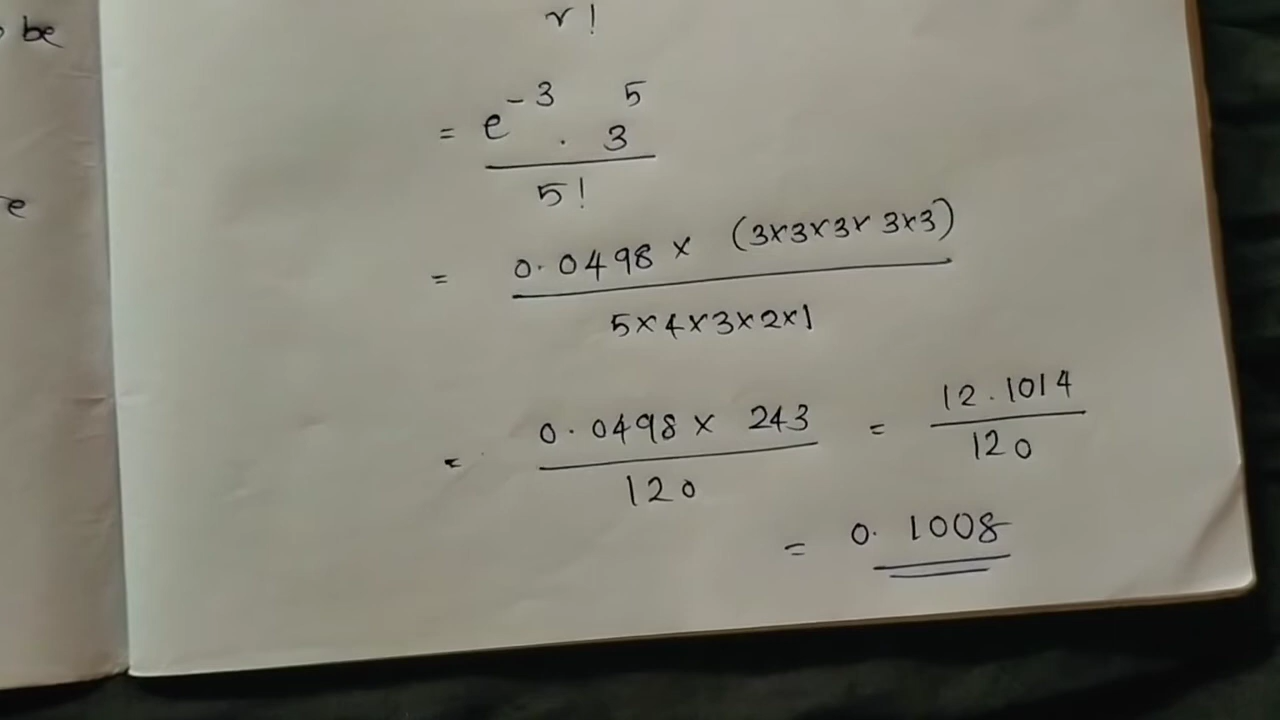 be
e
r!
= e^-3 . 3^5
5!
= 0.0498 × (3×3×3×3×3)
5×4×3×2×1
= 0.0498 × 243 = 12.1014
120 120
= 0.1008